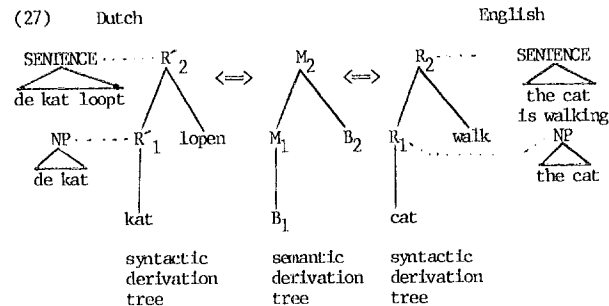 (27) Dutch English
SENTENCE R′2 ⟺ M2 ⟺ R2 SENTENCE
de kat loopt the cat
is walking
NP R′1 lopen M1 B2 R1 walk NP
de kat the cat
kat B1 cat
syntactic semantic syntactic
derivation derivation derivation
tree tree tree